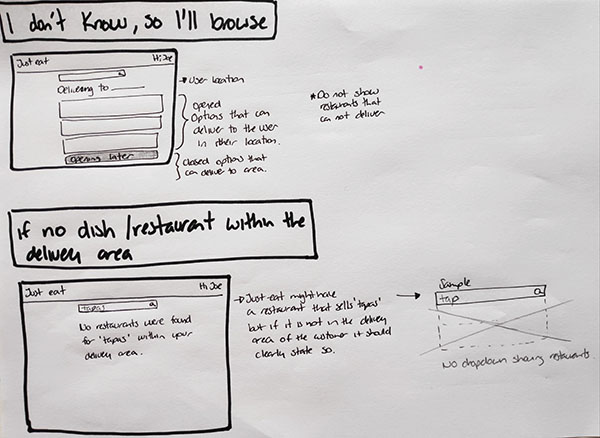 I don't Know, so I'll browse
Just eat
Hi Joe
Delivering to
Opening later
User location
Opened
Options that can
deliver to the user
in their location.
Closed options that
can deliver to area.
*Do not show
restaurants that
can not deliver
if no dish/restaurant within the
delivery area
Just eat
Hi Joe
tapas
No restaurants were found
for 'tapas' within your
delivery area.
Just eat might have
a restaurant that sells 'tapas'
but if it is not in the delivery
area of the customer it should
clearly state so.
Sample
tap
No dropdown showing restaurants.